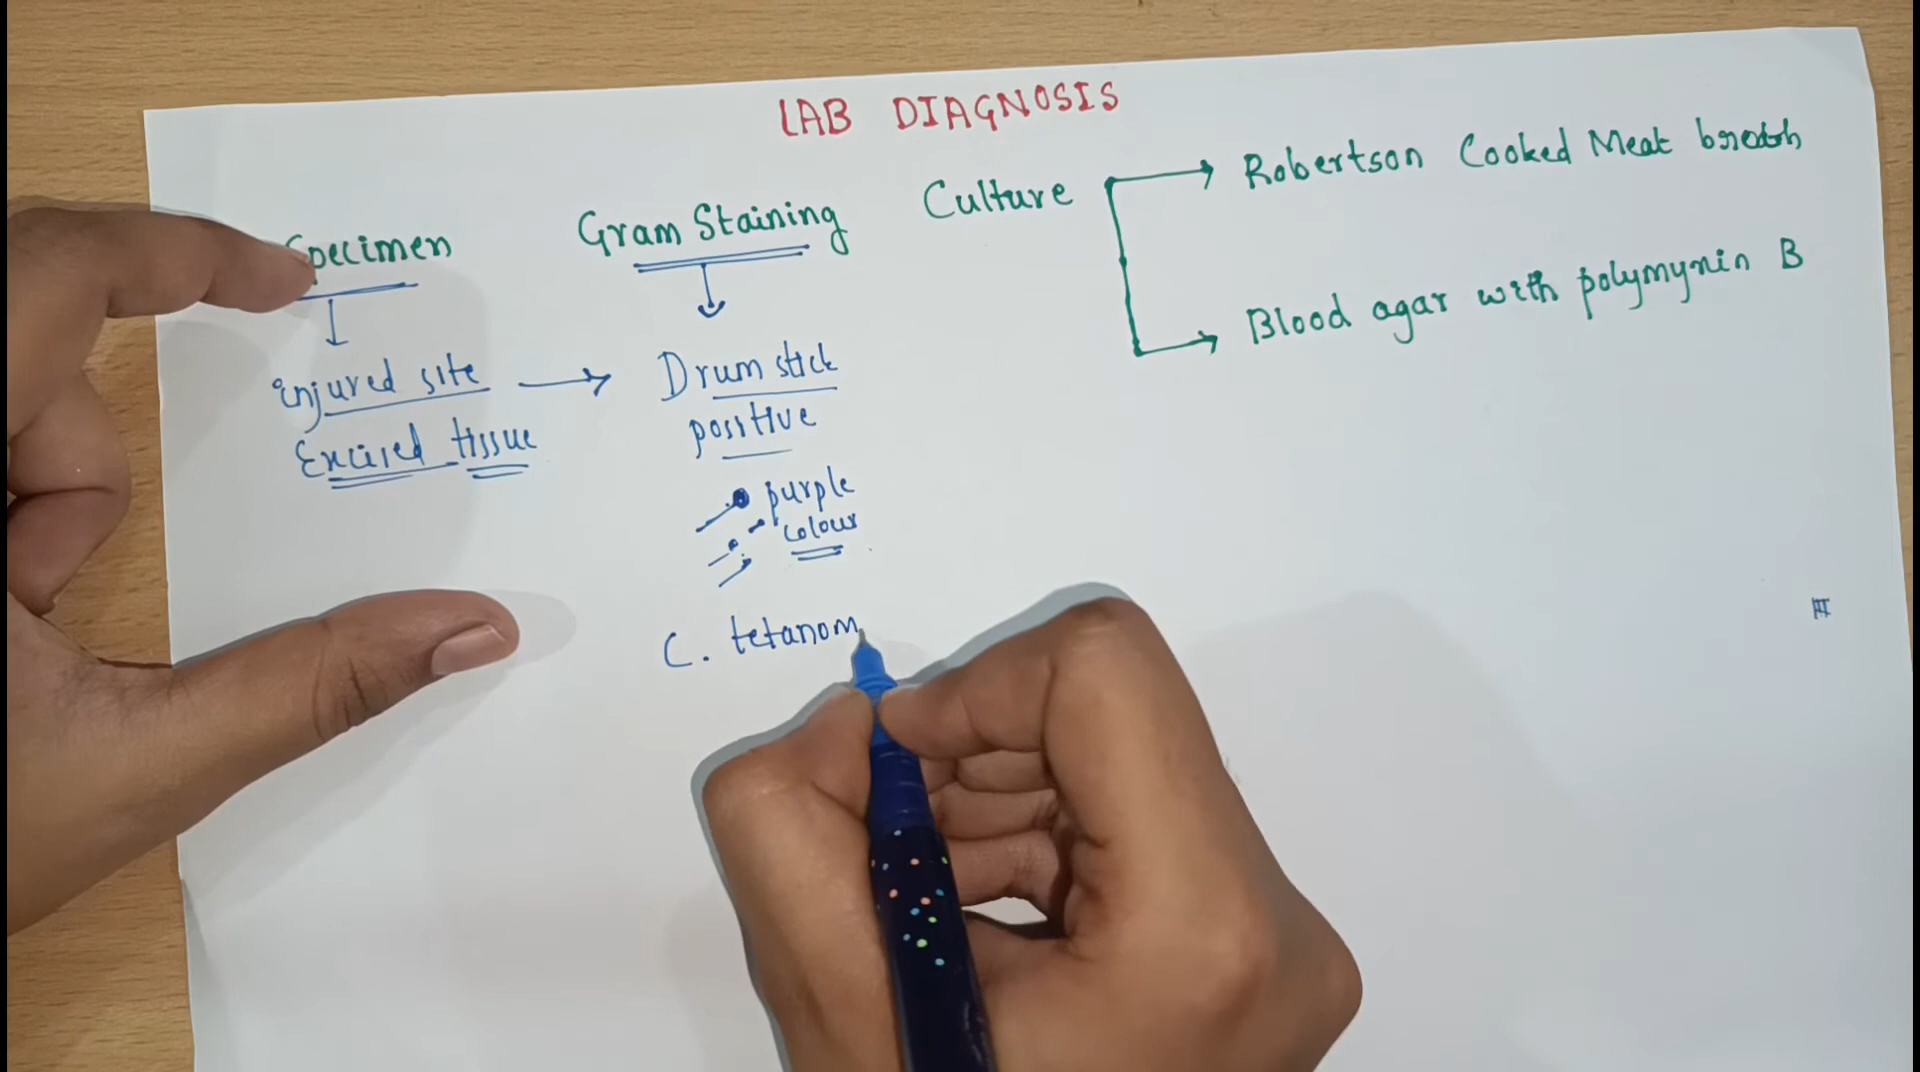 LAB DIAGNOSIS
Specimen
injured site
Excised tissue
Gram Staining
Drum stick
positive
purple
colour
C. tetanom
Culture
Robertson Cooked Meat broth
Blood agar with polymyxin B